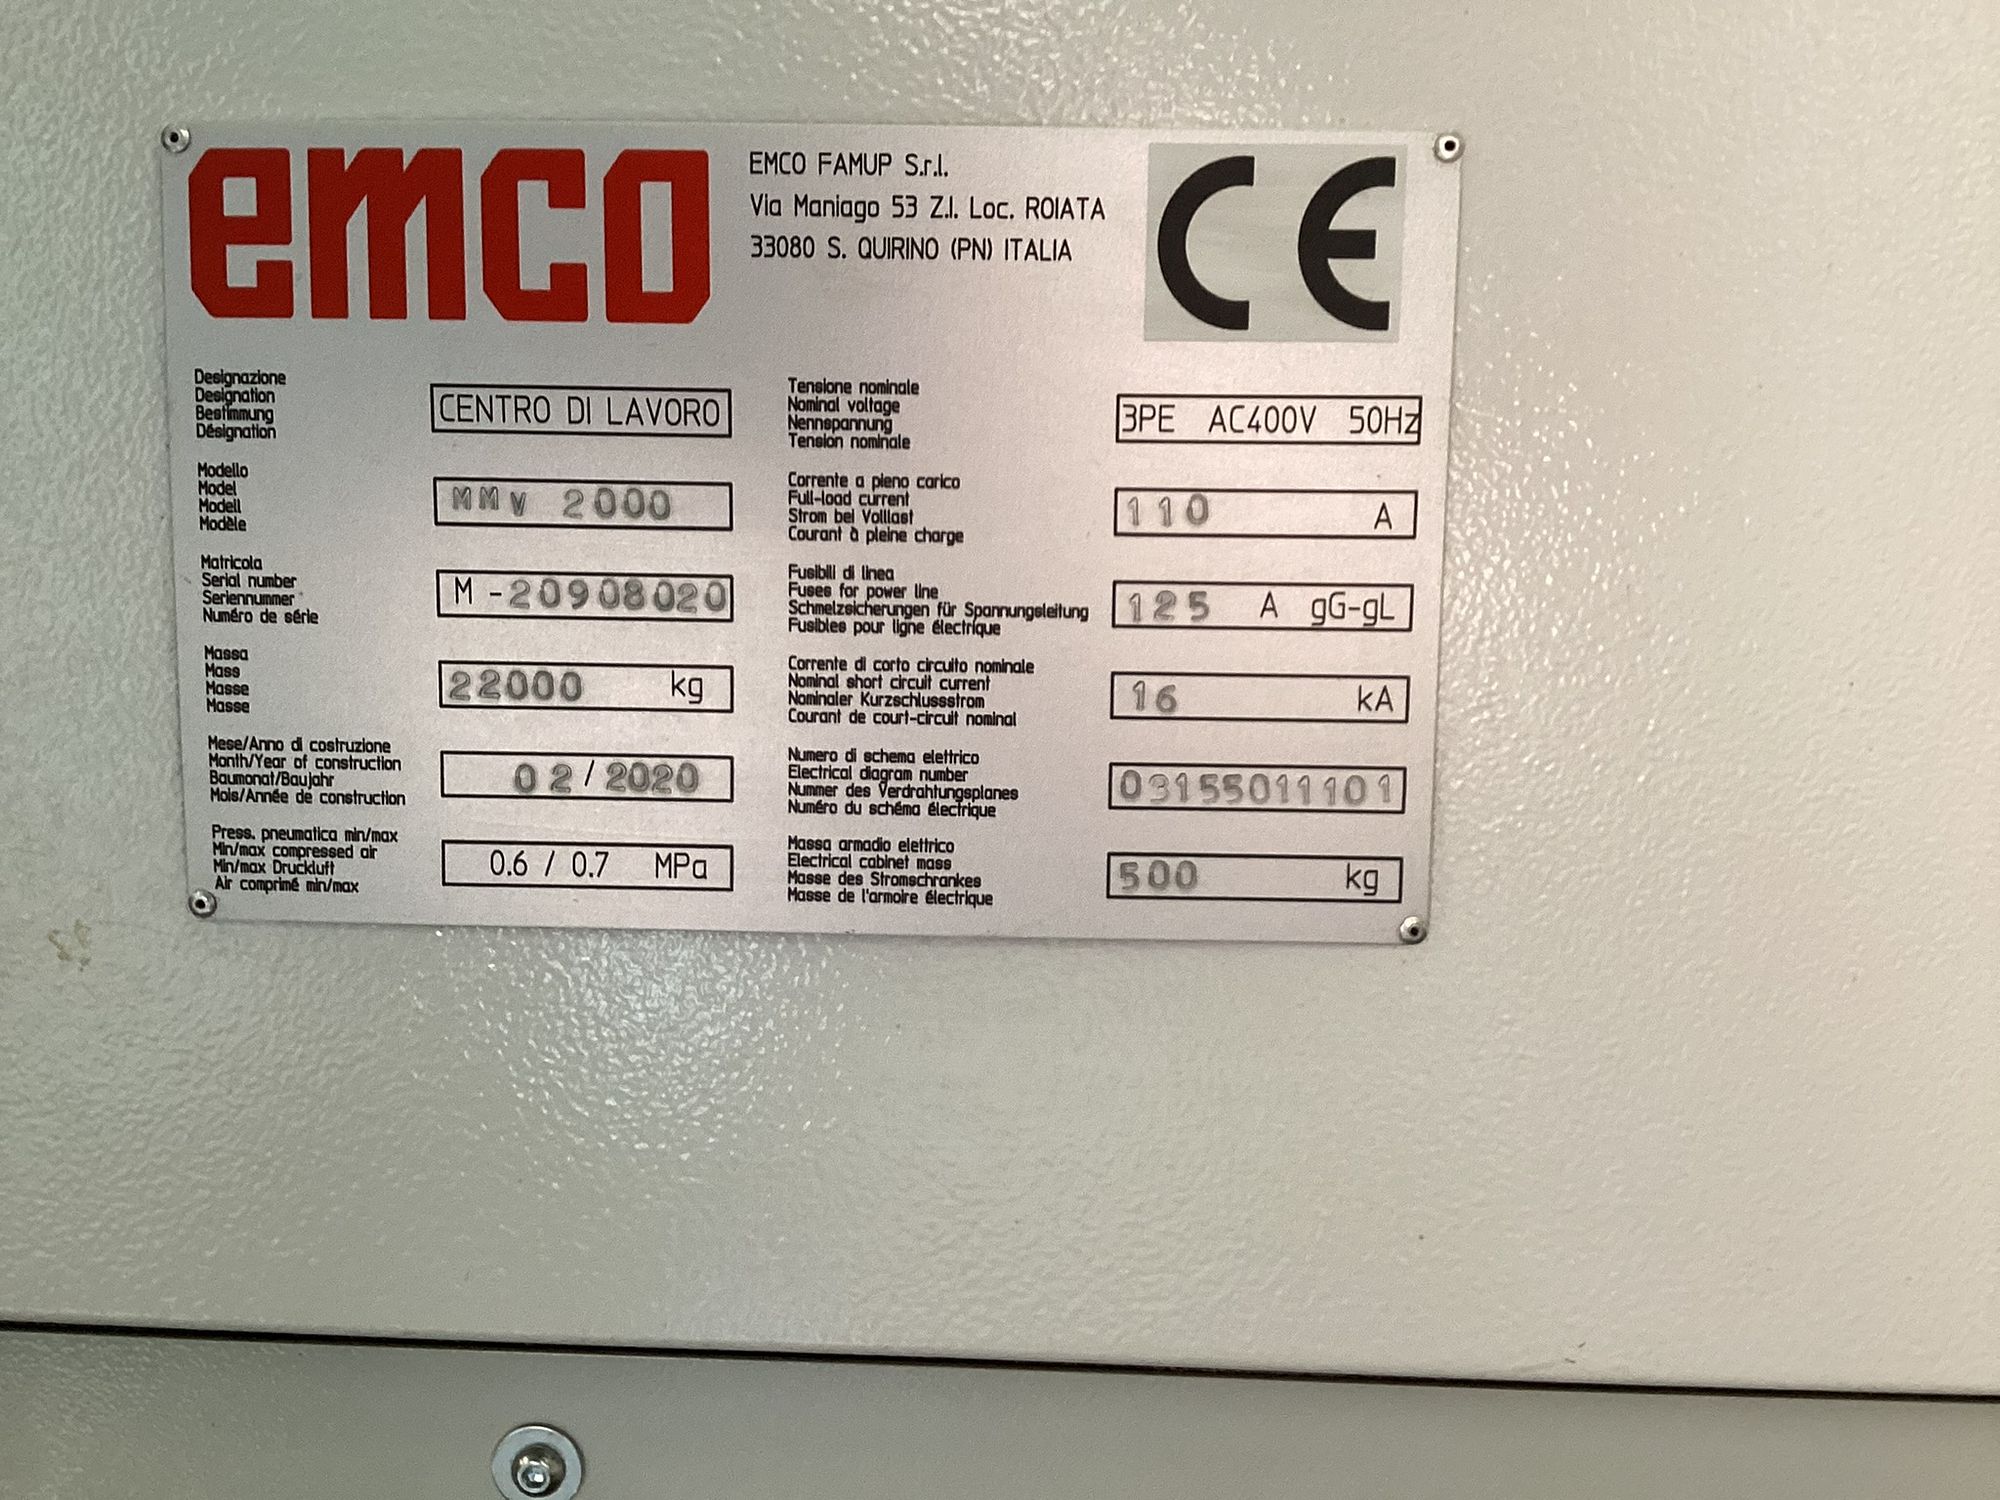 emco
EMCO FAMUP S.r.l.
Via Maniago 53 Z.I. Loc. ROIATA
33080 S. QUIRINO (PN) ITALIA
CE
Designazione
Designation
Bestimmung
Désignation
CENTRO DI LAVORO
Modello
Model
Modell
Modèle
MMV 2000
Matricola
Serial number
Seriennummer
Numéro de série
M - 20908020
Massa
Mass
Masse
Masse
22000 kg
Mese/Anno di costruzione
Month/Year of construction
Baumonat/Baujahr
Mois/Année de construction
02/2020
Press. pneumatica min/max
Min/max compressed air
Min/max Druckluft
Air comprimé min/max
0.6 / 0.7 MPa
Tensione nominale
Nominal voltage
Nennspannung
Tension nominale
3PE AC400V 50Hz
Corrente a pieno carico
Full-load current
Strom bei Volllast
Courant à pleine charge
110 A
Fusibili di linea
Fuses for power line
Schmelzsicherungen für Spannungsleitung
Fusibles pour ligne électrique
125 A gG-gL
Corrente di corto circuito nominale
Nominal short circuit current
Nominaler Kurzschlussstrom
Courant de court-circuit nominal
16 kA
Numero di schema elettrico
Electrical diagram number
Nummer des Verdrahtungsplanes
Numéro du schéma électrique
03155011101
Massa armadio elettrico
Electrical cabinet mass
Masse des Stromschrankes
Masse de l'armoire électrique
500 kg